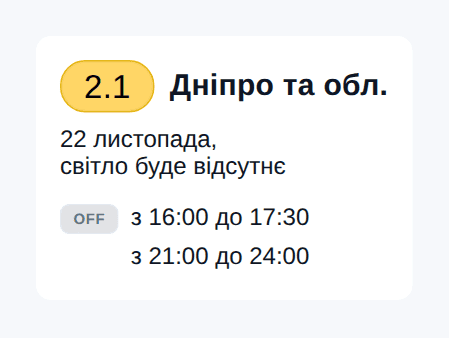 2.1 Дніпро та обл.
22 листопада,
світло буде відсутнє
OFF з 16:00 до 17:30
з 21:00 до 24:00